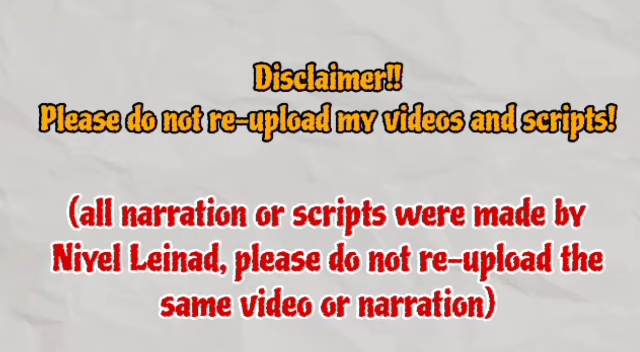 Disclaimer!!
Please do not re-upload my videos and scripts!
(all narration or scripts were made by
Niyel Leinad, please do not re-upload the
same video or narration)